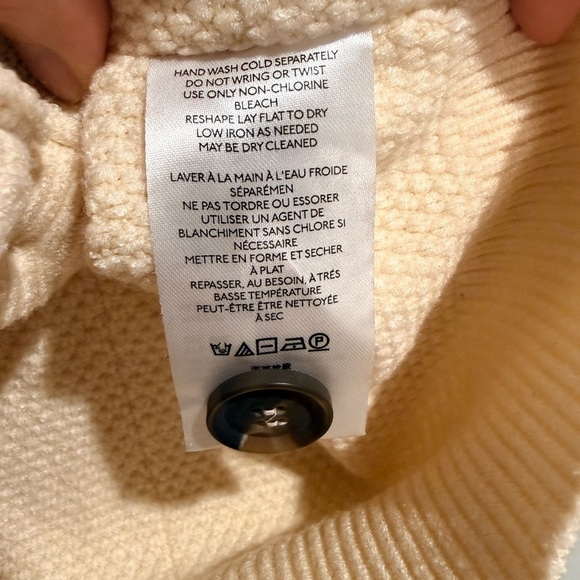 HAND WASH COLD SEPARATELY
DO NOT WRING OR TWIST
USE ONLY NON-CHLORINE
BLEACH
RESHAPE LAY FLAT TO DRY
LOW IRON AS NEEDED
MAY BE DRY CLEANED
LAVER À LA MAIN À L'EAU FROIDE
SÉPARÉMEN
NE PAS TORDRE OU ESSORER
UTILISER UN AGENT DE
BLANCHIMENT SANS CHLORE SI
NÉCESSAIRE
METTRE EN FORME ET SECHER
À PLAT
REPASSER, AU BESOIN, À TRÉS
BASSE TEMPÉRATURE
PEUT-ÊTRE ÊTRE NETTOYÉE
À SEC
P